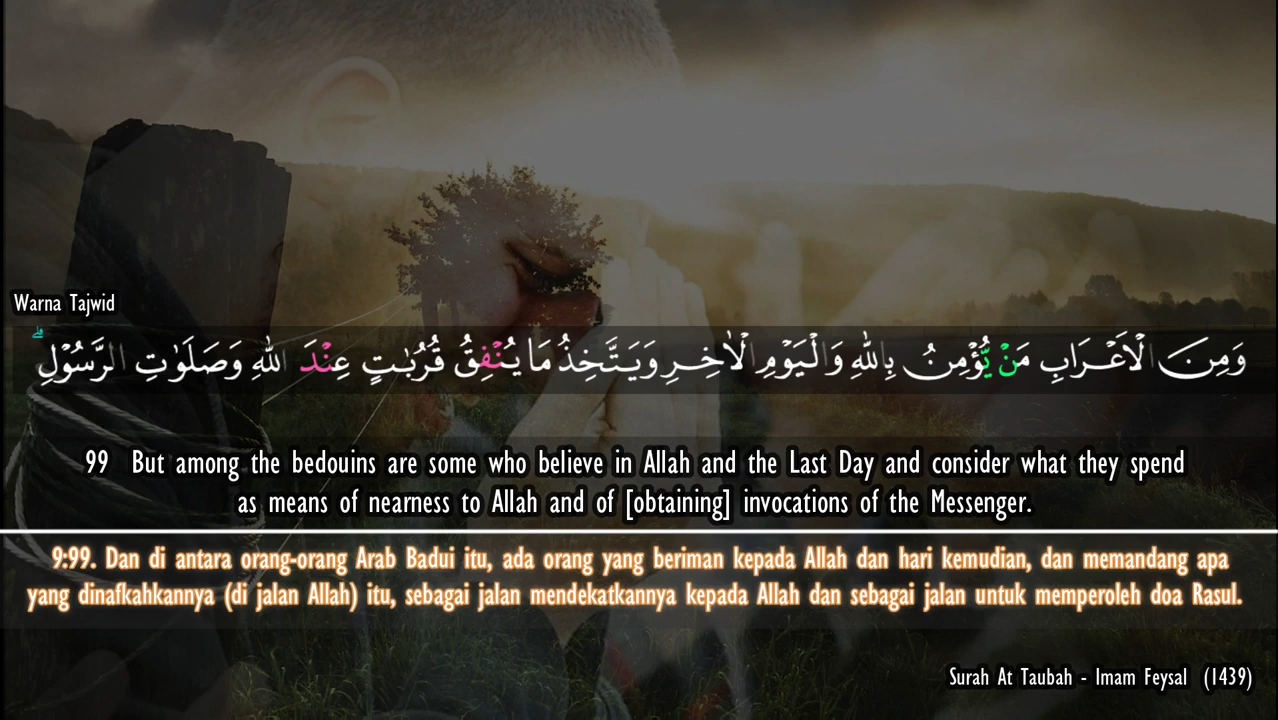 Warna Tajwid
وَمِنَ الْاَعْرَابِ مَنْ يُّؤْمِنُ بِاللّٰهِ وَالْيَوْمِ الْاٰخِرِ وَيَتَّخِذُ مَا يُنْفِقُ قُرُبٰتٍ عِنْدَ اللّٰهِ وَصَلَوٰتِ الرَّسُوْلِ ۗ
99 But among the bedouins are some who believe in Allah and the Last Day and consider what they spend
as means of nearness to Allah and of [obtaining] invocations of the Messenger.
9:99. Dan di antara orang-orang Arab Badui itu, ada orang yang beriman kepada Allah dan hari kemudian, dan memandang apa
yang dinafkahkannya (di jalan Allah) itu, sebagai jalan mendekatkannya kepada Allah dan sebagai jalan untuk memperoleh doa Rasul.
Surah At Taubah - Imam Feysal (1439)